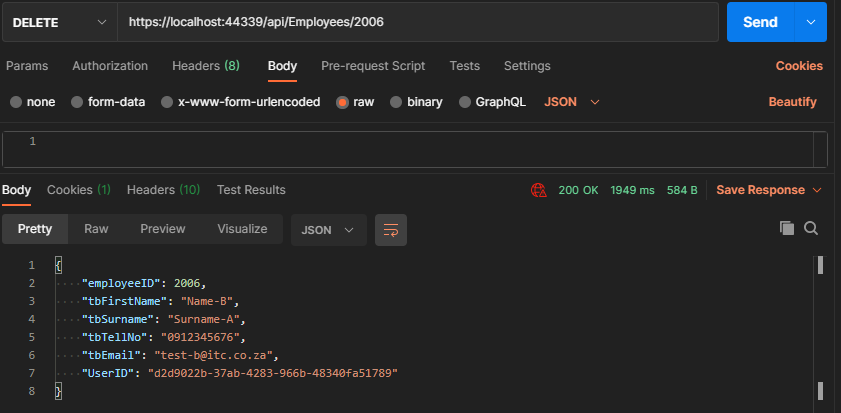 DELETE https://localhost:44339/api/Employees/2006 Send
Params Authorization Headers (8) Body Pre-request Script Tests Settings Cookies
none form-data x-www-form-urlencoded raw binary GraphQL JSON Beautify
1
Body Cookies (1) Headers (10) Test Results 200 OK 1949 ms 584 B Save Response
Pretty Raw Preview Visualize JSON
1 {
2 "employeeID": 2006,
3 "tbFirstName": "Name-B",
4 "tbSurname": "Surname-A",
5 "tbTellNo": "0912345676",
6 "tbEmail": "test-b@itc.co.za",
7 "UserID": "d2d9022b-37ab-4283-966b-48340fa51789"
8 }